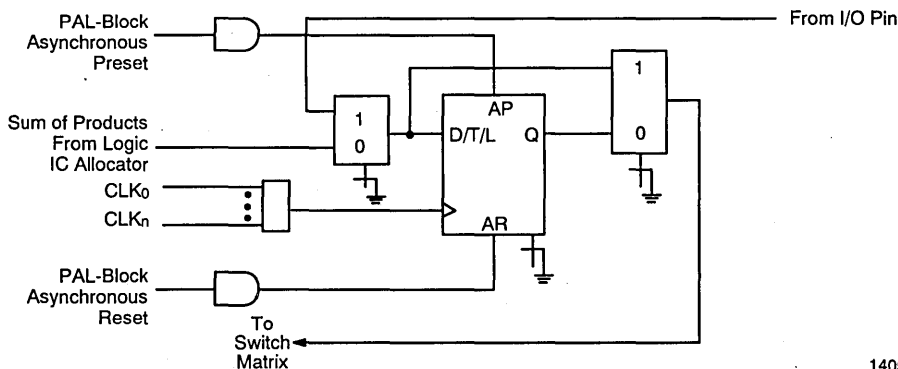 PAL-Block
Asynchronous
Preset
From I/O Pin
1
AP
1
Sum of Products
From Logic
IC Allocator
0
D/T/L
Q
0
CLK0
CLKn
AR
PAL-Block
Asynchronous
Reset
To
Switch
Matrix